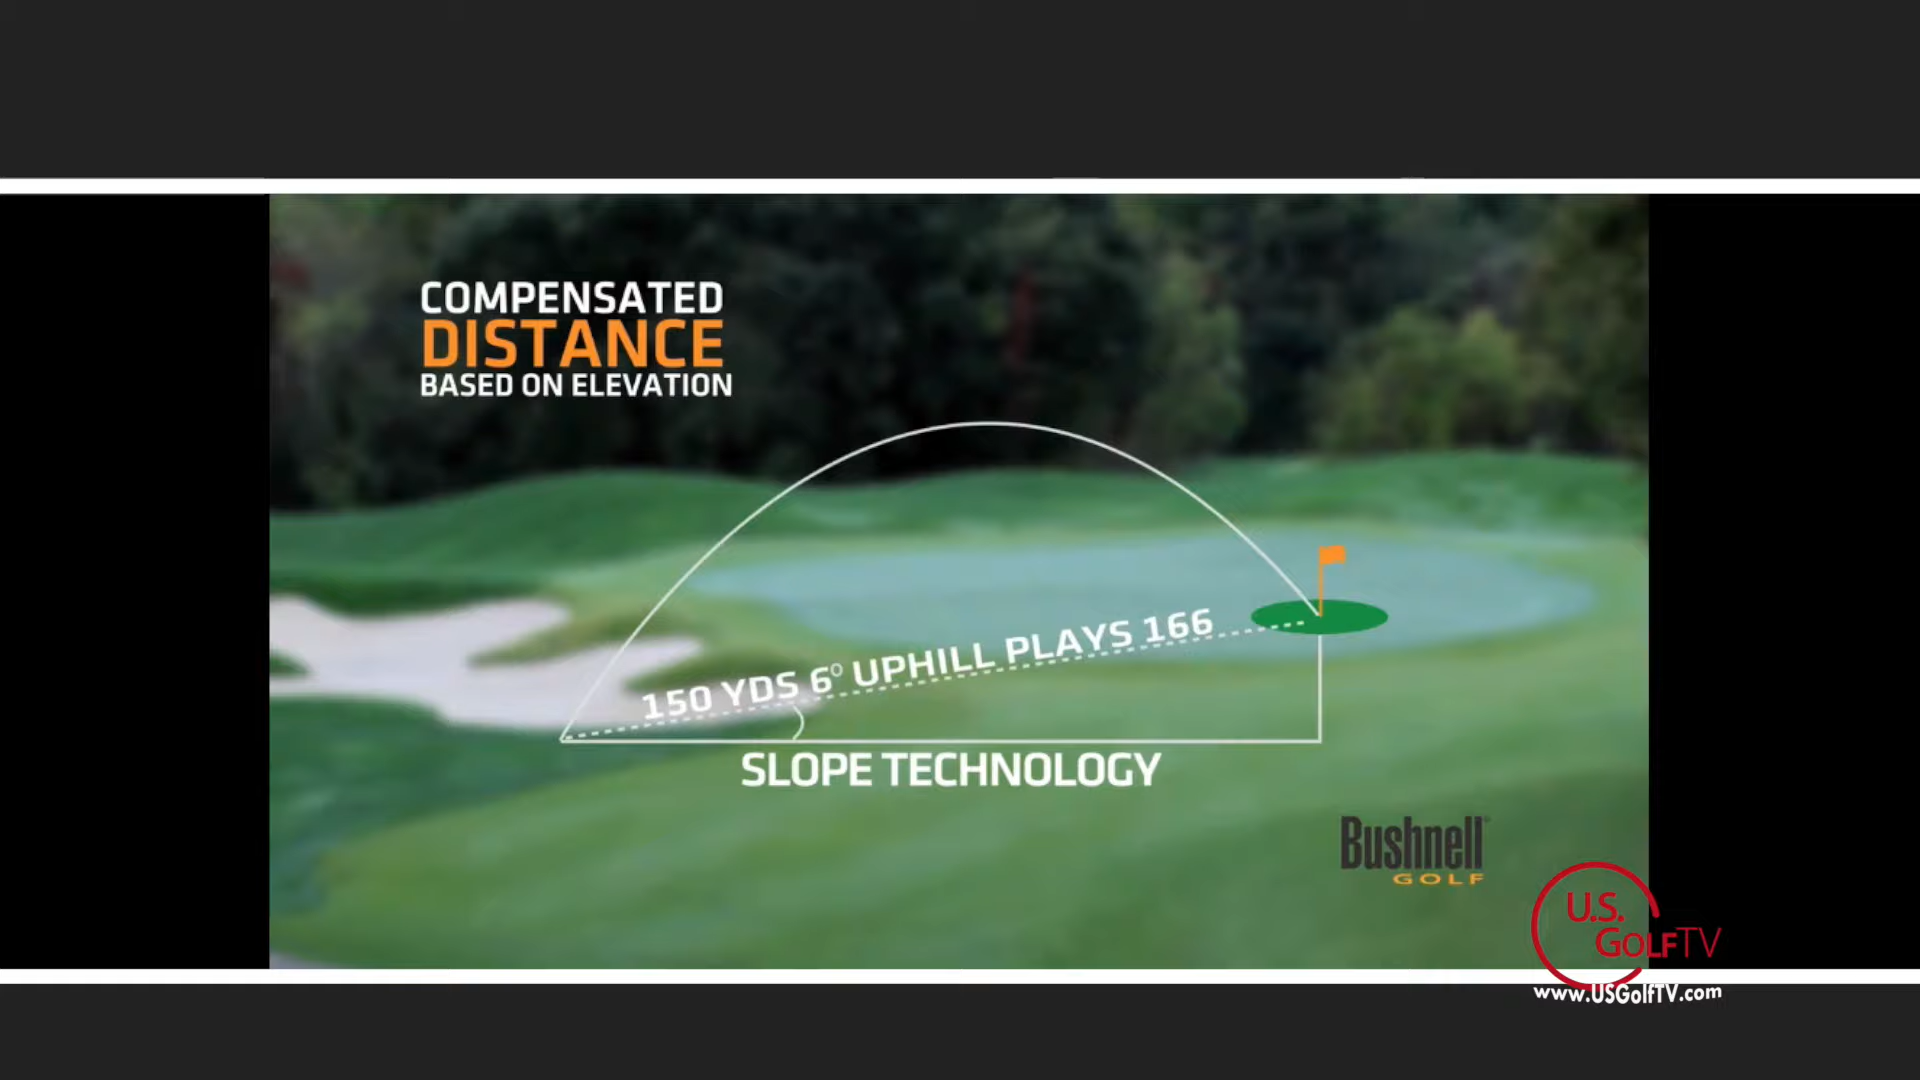 COMPENSATED
DISTANCE
BASED ON ELEVATION
150 YDS 6° UPHILL PLAYS 166
SLOPE TECHNOLOGY
Bushnell
GOLF
U.S.
GOLFTV
www.USGolfTV.com